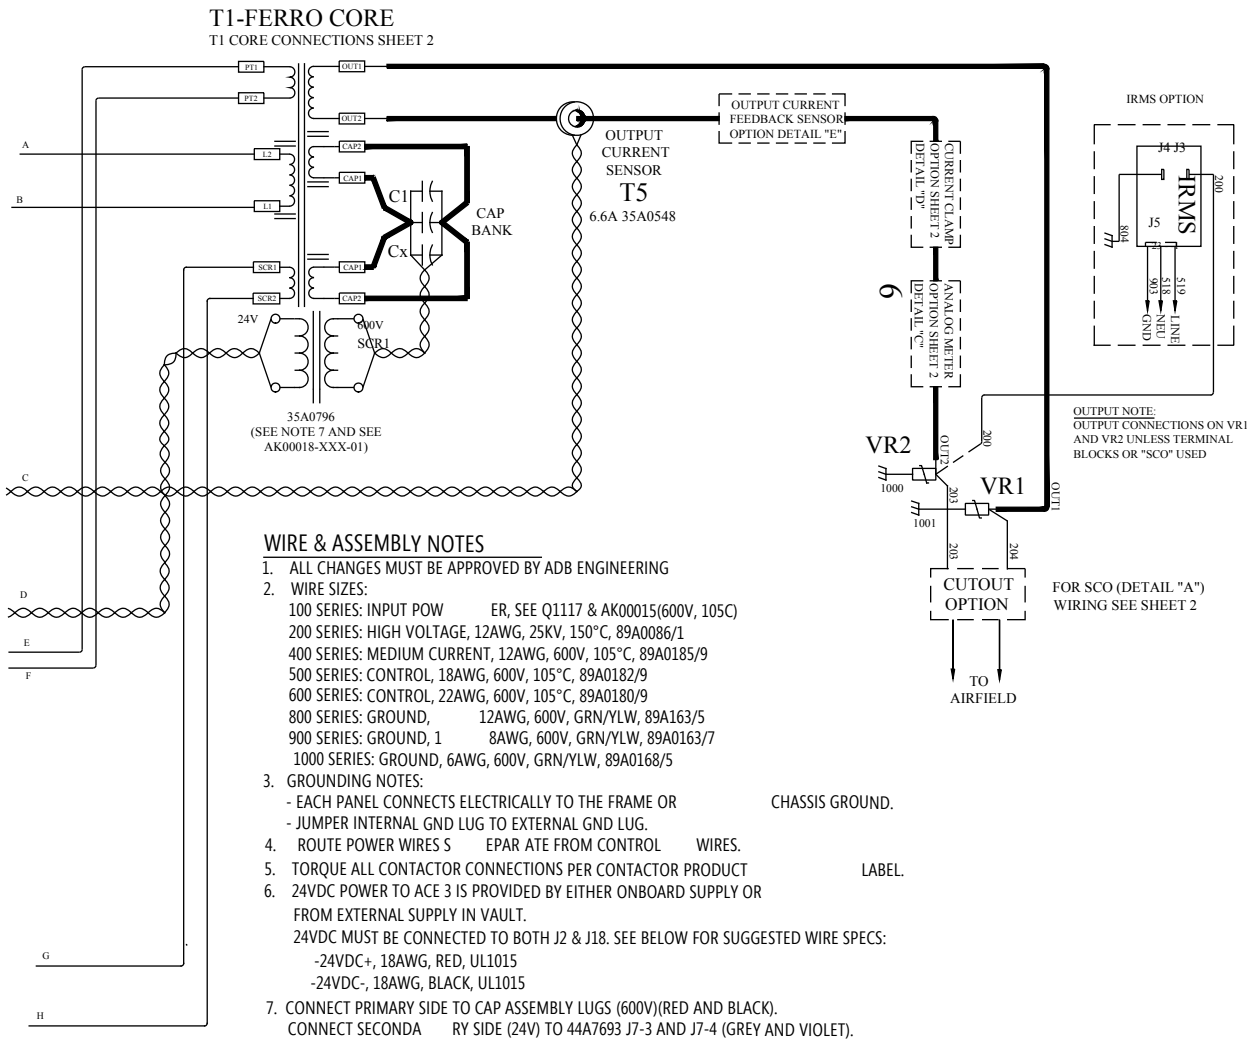 T1-FERRO CORE
T1 CORE CONNECTIONS SHEET 2
PT1
PT2
OUT1
OUT2
A
B
L2
L1
CAP2
CAP1
C1
Cx
CAP
BANK
SCR1
SCR2
CAP1
CAP2
24V
600V
SCR1
35A0796
(SEE NOTE 7 AND SEE
AK00018-XXX-01)
OUTPUT
CURRENT
SENSOR
T5
6.6A 35A0548
OUTPUT CURRENT
FEEDBACK SENSOR
OPTION DETAIL "E"
CURRENT CLAMP
OPTION SHEET 2
DETAIL "D"
6
ANALOG METER
OPTION SHEET 2
DETAIL "C"
IRMS OPTION
J4 J3
IRMS
J5
200
804
23
1
903
518
519
GND
NEU
LINE
OUTPUT NOTE:
OUTPUT CONNECTIONS ON VR1
AND VR2 UNLESS TERMINAL
BLOCKS OR "SCO" USED
VR2
OUT2
200
1000
203
VR1
OUT1
1001
203
204
CUTOUT
OPTION
FOR SCO (DETAIL "A")
WIRING SEE SHEET 2
TO
AIRFIELD
C
D
E
F
G
H
WIRE & ASSEMBLY NOTES
1. ALL CHANGES MUST BE APPROVED BY ADB ENGINEERING
2. WIRE SIZES:
100 SERIES: INPUT POW ER, SEE Q1117 & AK00015(600V, 105C)
200 SERIES: HIGH VOLTAGE, 12AWG, 25KV, 150°C, 89A0086/1
400 SERIES: MEDIUM CURRENT, 12AWG, 600V, 105°C, 89A0185/9
500 SERIES: CONTROL, 18AWG, 600V, 105°C, 89A0182/9
600 SERIES: CONTROL, 22AWG, 600V, 105°C, 89A0180/9
800 SERIES: GROUND, 12AWG, 600V, GRN/YLW, 89A163/5
900 SERIES: GROUND, 1 8AWG, 600V, GRN/YLW, 89A0163/7
1000 SERIES: GROUND, 6AWG, 600V, GRN/YLW, 89A0168/5
3. GROUNDING NOTES:
- EACH PANEL CONNECTS ELECTRICALLY TO THE FRAME OR CHASSIS GROUND.
- JUMPER INTERNAL GND LUG TO EXTERNAL GND LUG.
4. ROUTE POWER WIRES S EPAR ATE FROM CONTROL WIRES.
5. TORQUE ALL CONTACTOR CONNECTIONS PER CONTACTOR PRODUCT LABEL.
6. 24VDC POWER TO ACE 3 IS PROVIDED BY EITHER ONBOARD SUPPLY OR
FROM EXTERNAL SUPPLY IN VAULT.
24VDC MUST BE CONNECTED TO BOTH J2 & J18. SEE BELOW FOR SUGGESTED WIRE SPECS:
-24VDC+, 18AWG, RED, UL1015
-24VDC-, 18AWG, BLACK, UL1015
7. CONNECT PRIMARY SIDE TO CAP ASSEMBLY LUGS (600V)(RED AND BLACK).
CONNECT SECONDA RY SIDE (24V) TO 44A7693 J7-3 AND J7-4 (GREY AND VIOLET).